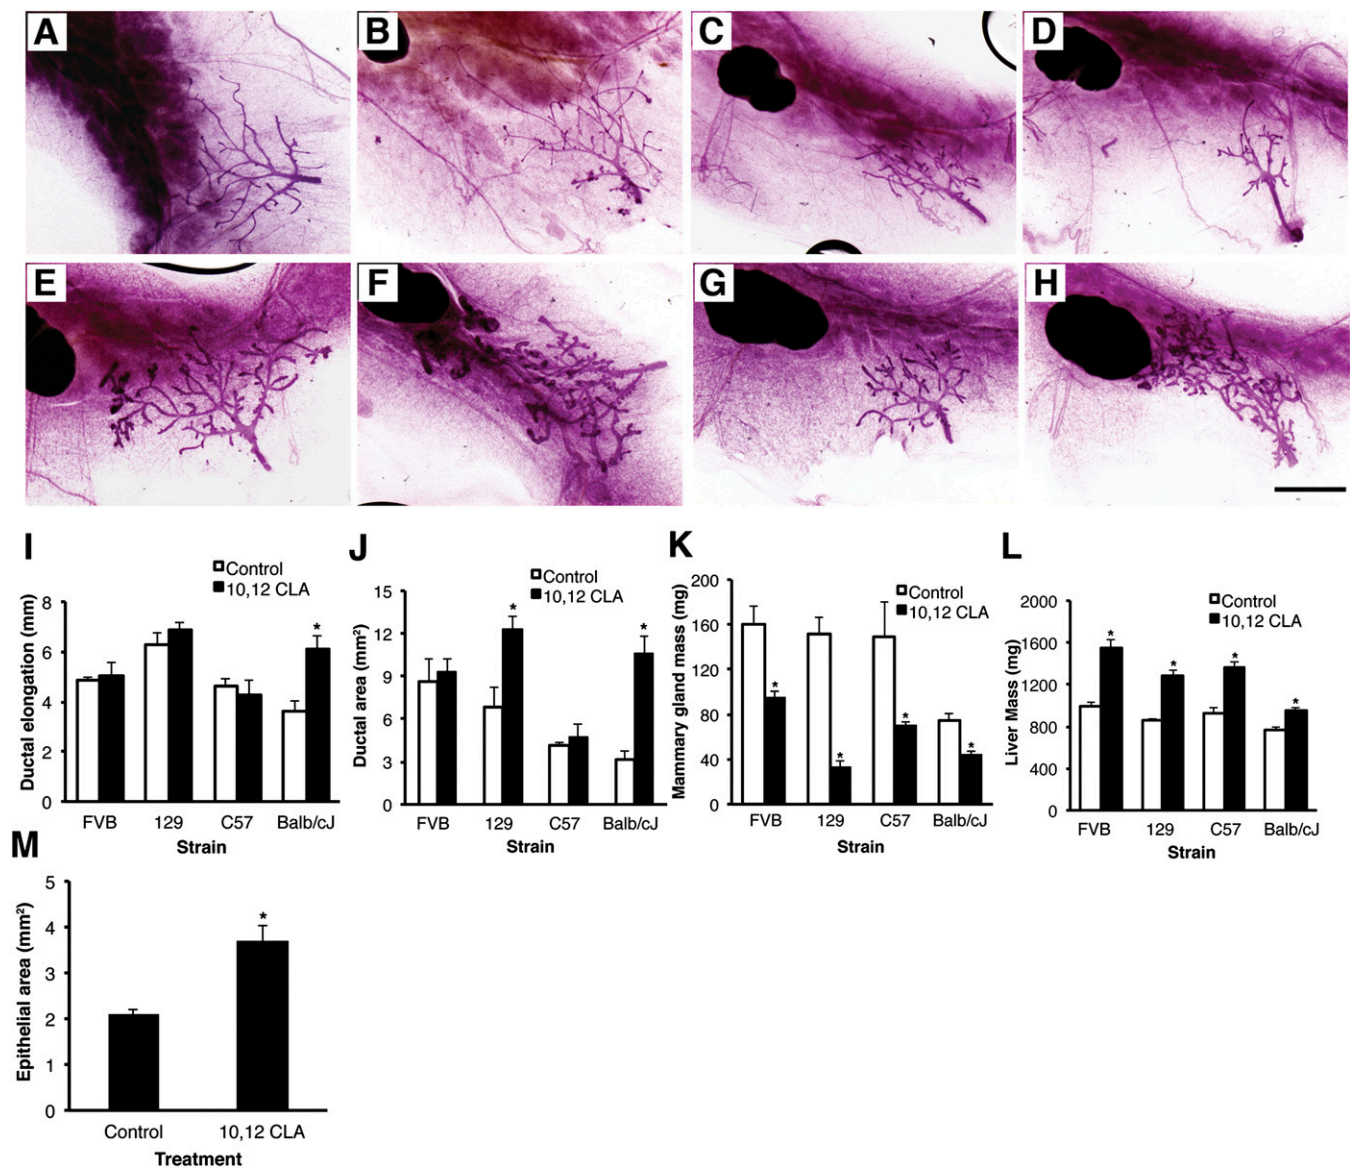 A
B
C
D
E
F
G
H
I
Control
10,12 CLA
Ductal elongation (mm)
8
6
4
2
0
FVB 129 C57 Balb/cJ
Strain
J
Control
10,12 CLA
Ductal area (mm²)
15
12
9
6
3
0
* *
FVB 129 C57 Balb/cJ
Strain
K
Control
10,12 CLA
Mammary gland mass (mg)
200
160
120
80
40
0
* * * *
FVB 129 C57 Balb/cJ
Strain
L
Control
10,12 CLA
Liver Mass (mg)
2000
1600
1200
800
400
0
* * * *
FVB 129 C57 Balb/cJ
Strain
M
Epithelial area (mm²)
5
4
3
2
1
0
*
Control 10,12 CLA
Treatment